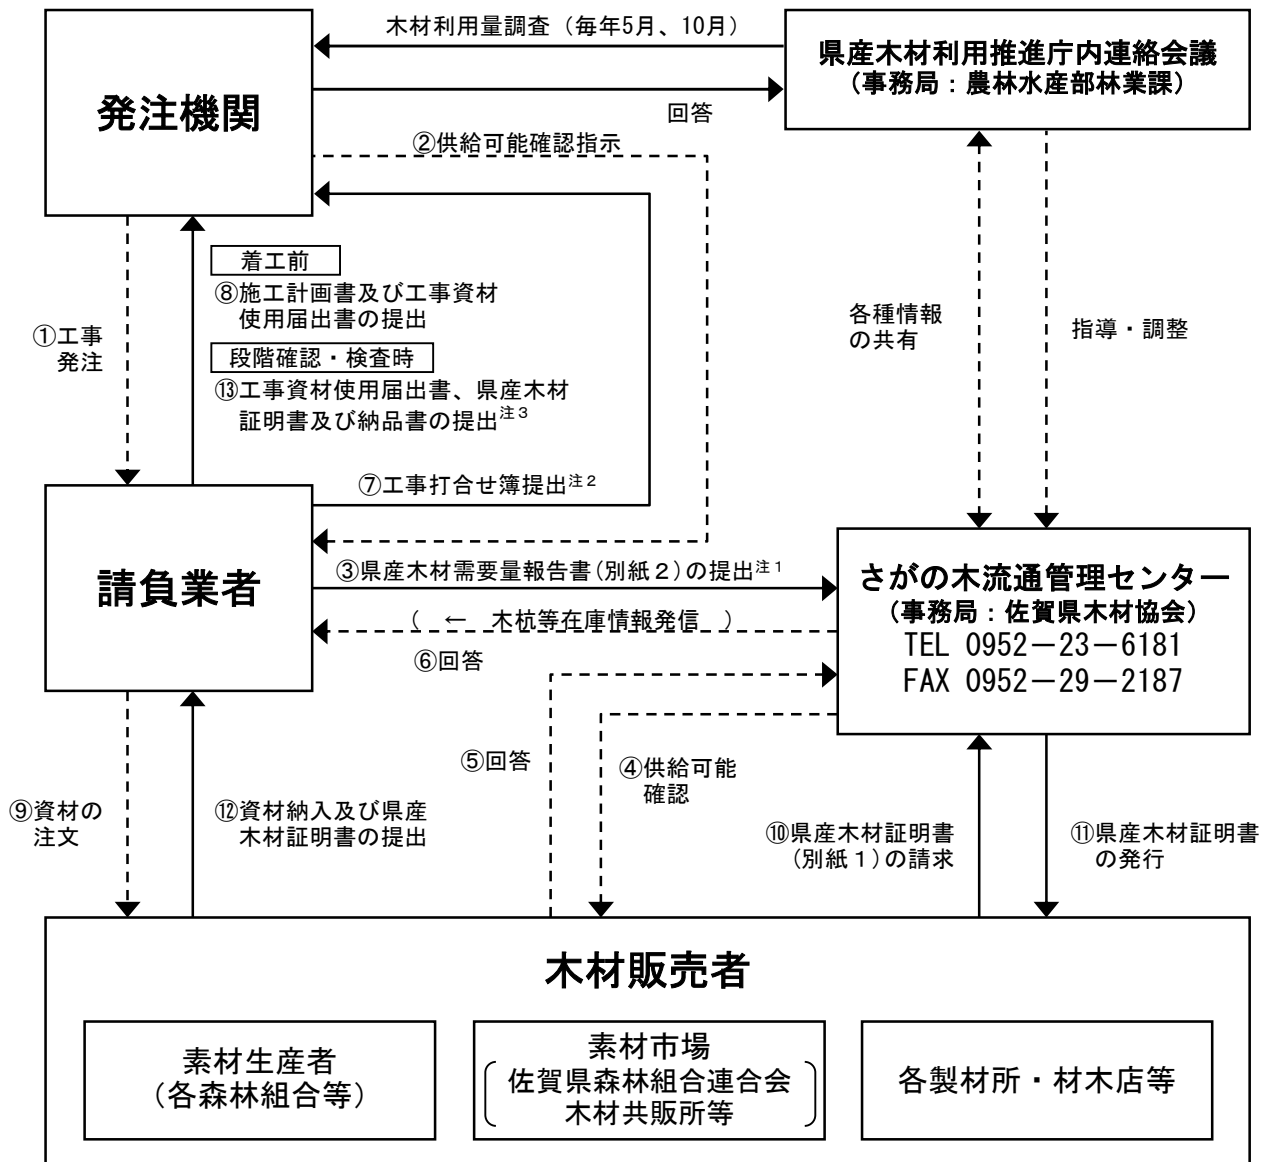 木材利用量調査（毎年5月、10月）
県産木材利用推進庁内連絡会議
（事務局：農林水産部林業課）
発注機関
回答
②供給可能確認指示
着工前
⑧施工計画書及び工事資材
使用届出書の提出
①工事
発注
段階確認・検査時
⑬工事資材使用届出書、県産木材
証明書及び納品書の提出注３
各種情報
の共有
指導・調整
⑦工事打合せ簿提出注２
請負業者
③県産木材需要量報告書(別紙２)の提出注１
（　←　木杭等在庫情報発信　）
⑥回答
さがの木流通管理センター
（事務局：佐賀県木材協会）
TEL 0952－23－6181
FAX 0952－29－2187
⑤回答
④供給可能
確認
⑨資材の
注文
⑫資材納入及び県産
木材証明書の提出
⑩県産木材証明書
(別紙１)の請求
⑪県産木材証明書
の発行
木材販売者
素材生産者
（各森林組合等）
素材市場
佐賀県森林組合連合会
木材共販所等
各製材所・材木店等